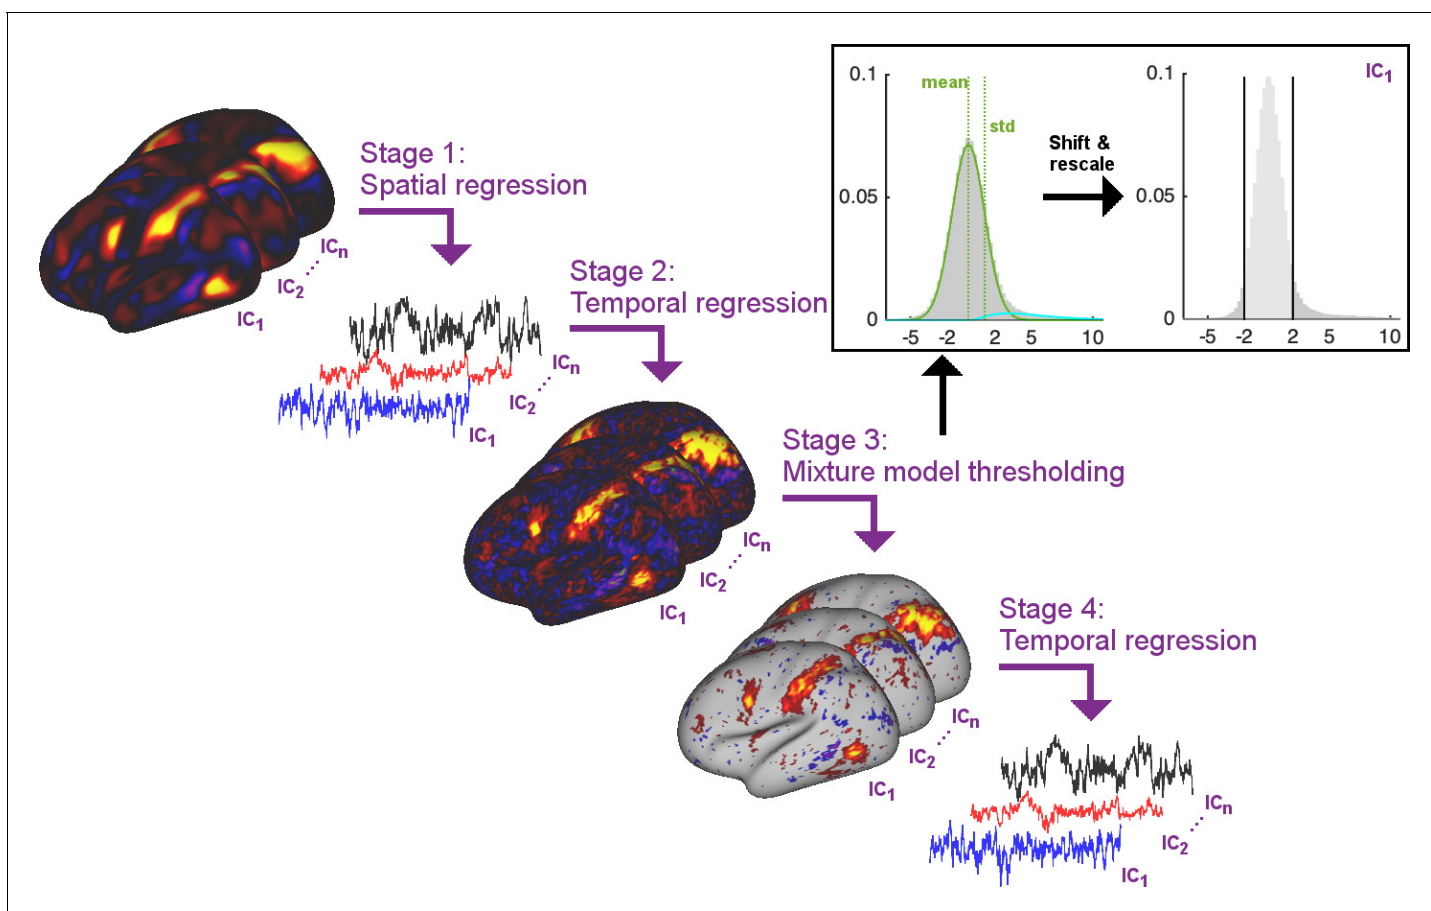 Stage 1:
Spatial regression
ICn
IC2
IC1
Stage 2:
Temporal regression
ICn
IC2
IC1
Stage 3:
Mixture model thresholding
ICn
IC2
IC1
Stage 4:
Temporal regression
ICn
IC2
IC1
ICn
IC2
IC1
0.1
mean
std
0.05
0
-5 -2 2 5 10
Shift &
rescale
0.1
IC1
0.05
0
-5 -2 2 5 10